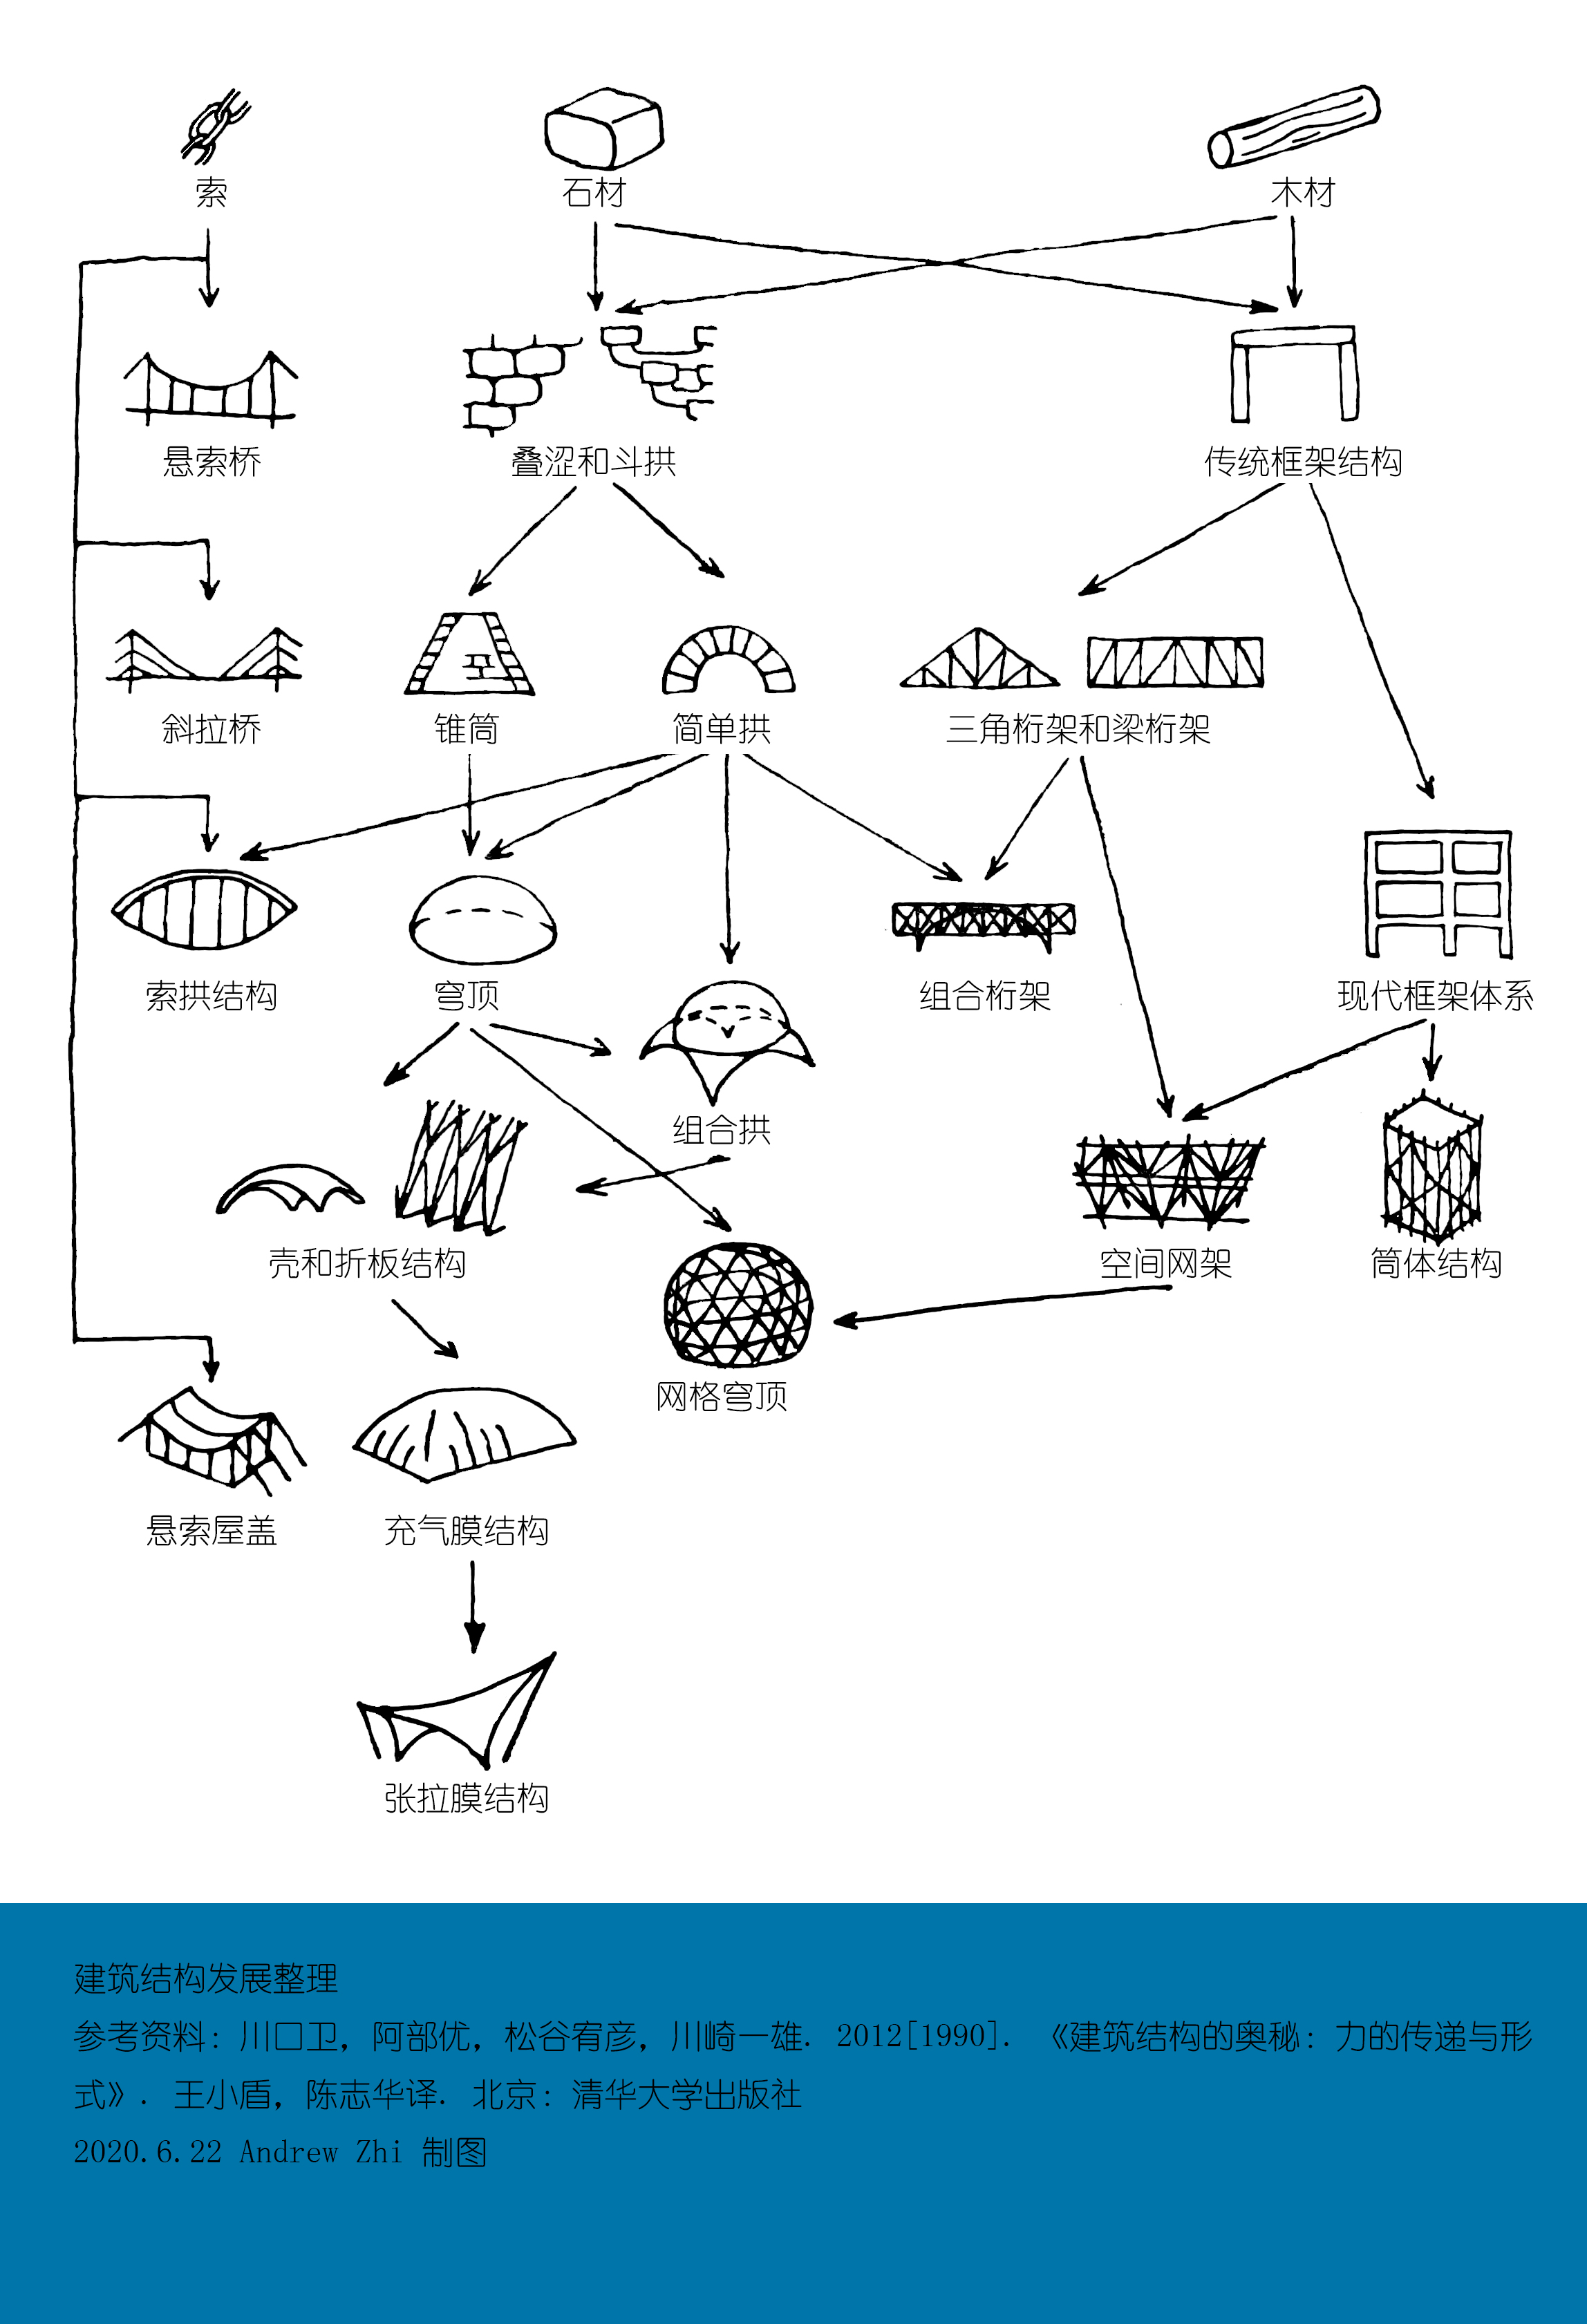 索
石材
木材
悬索桥
叠涩和斗拱
传统框架结构
斜拉桥
锥筒
简单拱
三角桁架和梁桁架
索拱结构
穹顶
组合桁架
现代框架体系
组合拱
壳和折板结构
空间网架
筒体结构
网格穹顶
悬索屋盖
充气膜结构
张拉膜结构
建筑结构发展整理
参考资料：川口卫，阿部优，松谷宥彦，川崎一雄．2012[1990]．《建筑结构的奥秘：力的传递与形
式》．王小盾，陈志华译．北京：清华大学出版社
2020.6.22 Andrew Zhi 制图